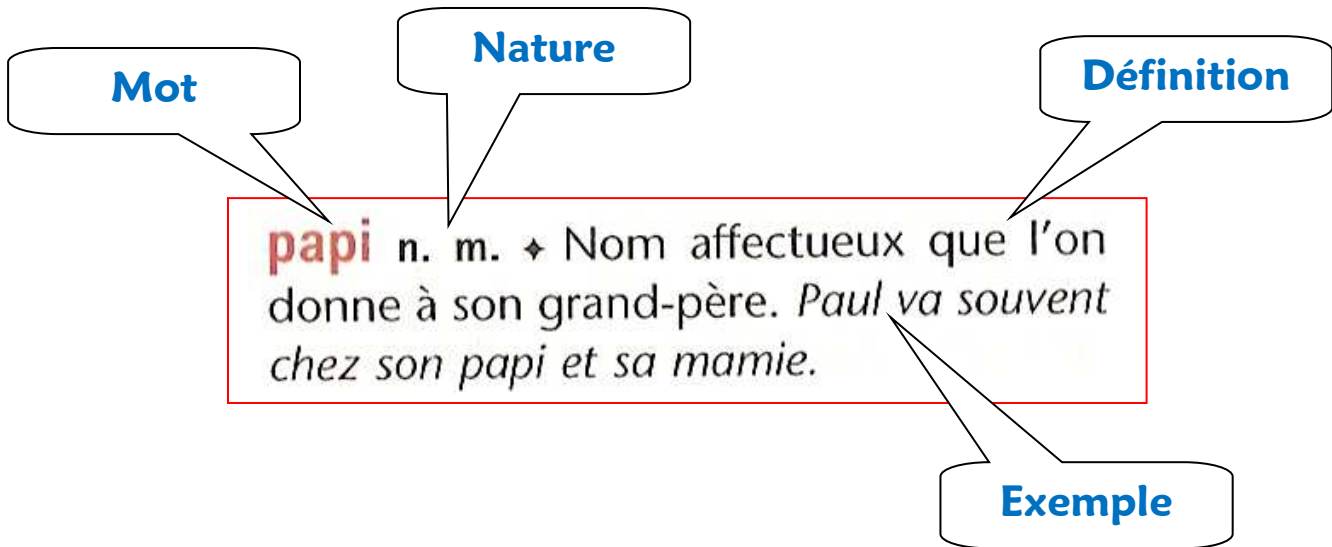 Nature
Mot
Définition
papi n. m. ✦ Nom affectueux que l'on
donne à son grand-père. Paul va souvent
chez son papi et sa mamie.
Exemple